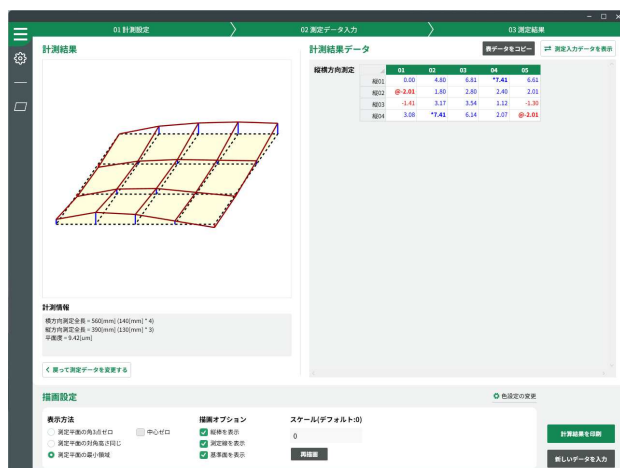 01 計測設定
02 測定データ入力
03 測定結果
計測結果
計測結果データ
表データをコピー
測定入力データを表示
縦横方向測定
01 02 03 04 05
縦01 0.00 4.80 6.81 *7.41 6.61
縦02 @-2.01 1.80 2.80 2.40 2.01
縦03 -1.41 3.17 3.54 1.12 -1.30
縦04 3.08 *7.41 6.14 2.07 @-2.01
計測情報
横方向測定全長 = 560[mm] (140[mm] * 4)
縦方向測定全長 = 390[mm] (130[mm] * 3)
平面度 = 9.42[um]
戻って測定データを変更する
描画設定
色設定の変更
表示方法
測定平面の角3点ゼロ
中心ゼロ
測定平面の対角高さ同じ
測定平面の最小領域
描画オプション
縦棒を表示
測定線を表示
基準面を表示
スケール(デフォルト:0)
0
再描画
計算結果を印刷
新しいデータを入力